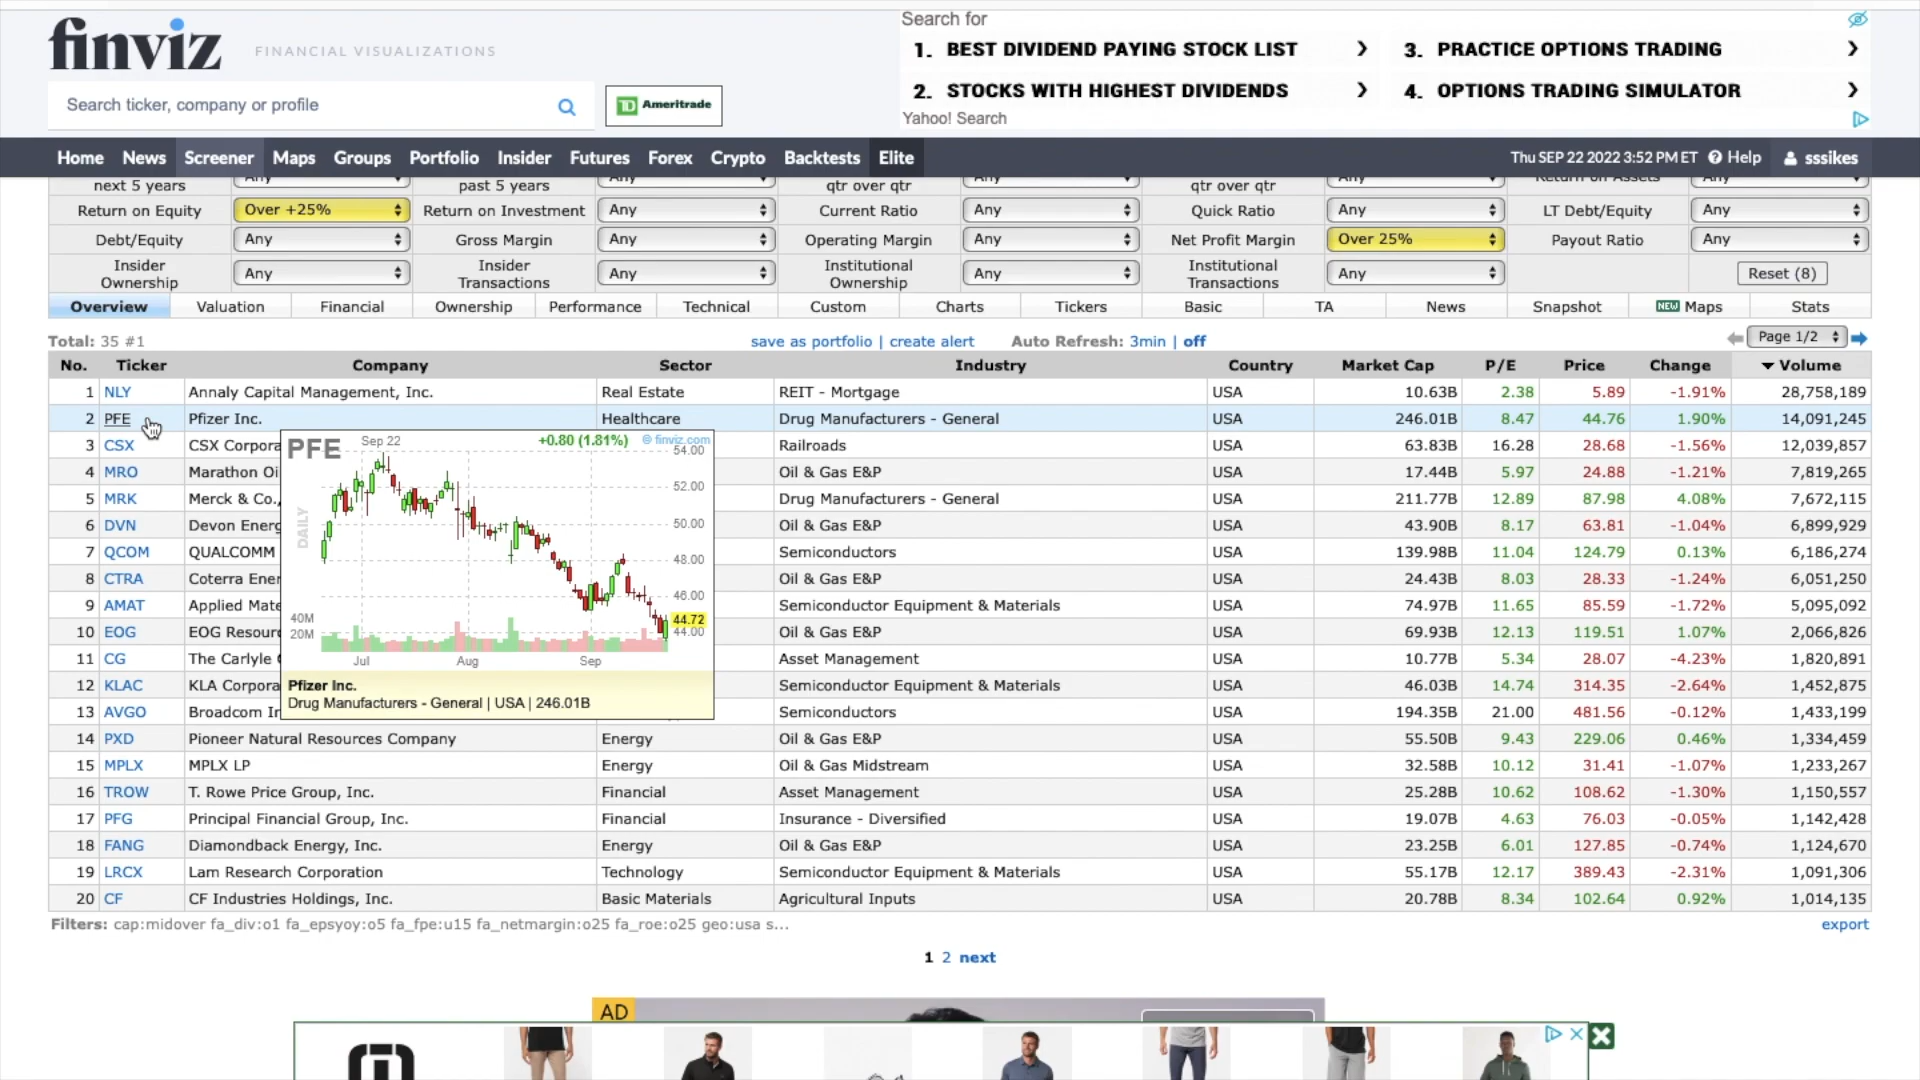 finviz FINANCIAL VISUALIZATIONS
Search for
1. BEST DIVIDEND PAYING STOCK LIST
3. PRACTICE OPTIONS TRADING
2. STOCKS WITH HIGHEST DIVIDENDS
4. OPTIONS TRADING SIMULATOR
Yahoo! Search
Search ticker, company or profile
TD Ameritrade
Home News Screener Maps Groups Portfolio Insider Futures Forex Crypto Backtests Elite
Thu SEP 22 2022 3:52 PM ET Help sssikes
next 5 years Any past 5 years Any qtr over qtr Any qtr over qtr Any Return on Assets Any
Return on Equity Over +25% Return on Investment Any Current Ratio Any Quick Ratio Any LT Debt/Equity Any
Debt/Equity Any Gross Margin Any Operating Margin Any Net Profit Margin Over 25% Payout Ratio Any
Insider Ownership Any Insider Transactions Any Institutional Ownership Any Institutional Transactions Any Reset (8)
Overview Valuation Financial Ownership Performance Technical Custom Charts Tickers Basic TA News Snapshot NEW Maps Stats
Total: 35 #1 save as portfolio | create alert Auto Refresh: 3min | off Page 1/2
No. Ticker Company Sector Industry Country Market Cap P/E Price Change Volume
1 NLY Annaly Capital Management, Inc. Real Estate REIT - Mortgage USA 10.63B 2.38 5.89 -1.91% 28,758,189
2 PFE Pfizer Inc. Healthcare Drug Manufacturers - General USA 246.01B 8.47 44.76 1.90% 14,091,245
3 CSX CSX Corpora Railroads USA 63.83B 16.28 28.68 -1.56% 12,039,857
4 MRO Marathon Oi Oil & Gas E&P USA 17.44B 5.97 24.88 -1.21% 7,819,265
5 MRK Merck & Co., Drug Manufacturers - General USA 211.77B 12.89 87.98 4.08% 7,672,115
6 DVN Devon Energ Oil & Gas E&P USA 43.90B 8.17 63.81 -1.04% 6,899,929
7 QCOM QUALCOMM Semiconductors USA 139.98B 11.04 124.79 0.13% 6,186,274
8 CTRA Coterra Ener Oil & Gas E&P USA 24.43B 8.03 28.33 -1.24% 6,051,250
9 AMAT Applied Mate Semiconductor Equipment & Materials USA 74.97B 11.65 85.59 -1.72% 5,095,092
10 EOG EOG Resourc Oil & Gas E&P USA 69.93B 12.13 119.51 1.07% 2,066,826
11 CG The Carlyle Asset Management USA 10.77B 5.34 28.07 -4.23% 1,820,891
12 KLAC KLA Corpora Semiconductor Equipment & Materials USA 46.03B 14.74 314.35 -2.64% 1,452,875
13 AVGO Broadcom In Semiconductors USA 194.35B 21.00 481.56 -0.12% 1,433,199
14 PXD Pioneer Natural Resources Company Energy Oil & Gas E&P USA 55.50B 9.43 229.06 0.46% 1,334,459
15 MPLX MPLX LP Energy Oil & Gas Midstream USA 32.58B 10.12 31.41 -1.07% 1,233,267
16 TROW T. Rowe Price Group, Inc. Financial Asset Management USA 25.28B 10.62 108.62 -1.30% 1,150,557
17 PFG Principal Financial Group, Inc. Financial Insurance - Diversified USA 19.07B 4.63 76.03 -0.05% 1,142,428
18 FANG Diamondback Energy, Inc. Energy Oil & Gas E&P USA 23.25B 6.01 127.85 -0.74% 1,124,670
19 LRCX Lam Research Corporation Technology Semiconductor Equipment & Materials USA 55.17B 12.17 389.43 -2.31% 1,091,306
20 CF CF Industries Holdings, Inc. Basic Materials Agricultural Inputs USA 20.78B 8.34 102.64 0.92% 1,014,135
PFE Sep 22 +0.80 (1.81%) © finviz.com
DAILY
54.00
52.00
50.00
48.00
46.00
44.72
44.00
40M
20M
Jul Aug Sep
Pfizer Inc.
Drug Manufacturers - General | USA | 246.01B
Filters: cap:midover fa_div:o1 fa_epsyoy:o5 fa_fpe:u15 fa_netmargin:o25 fa_roe:o25 geo:usa s... export
1 2 next
AD